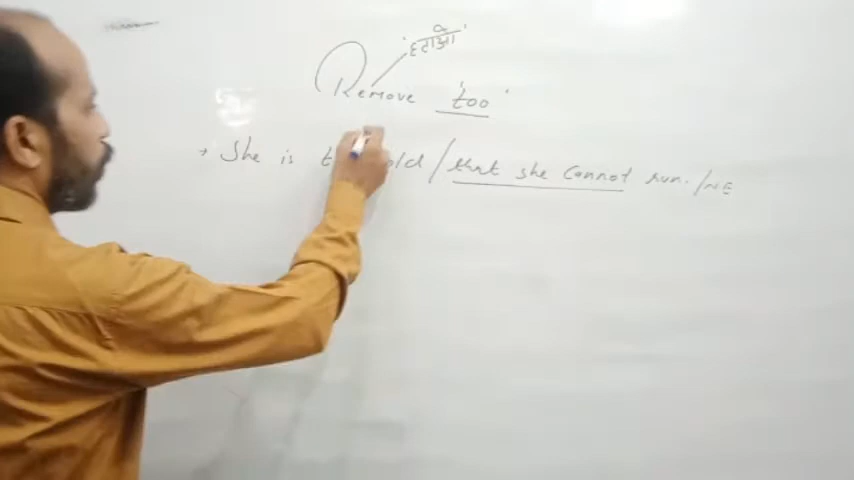 हटाओ
Remove 'too'
→ She is old / that she cannot run. / NE